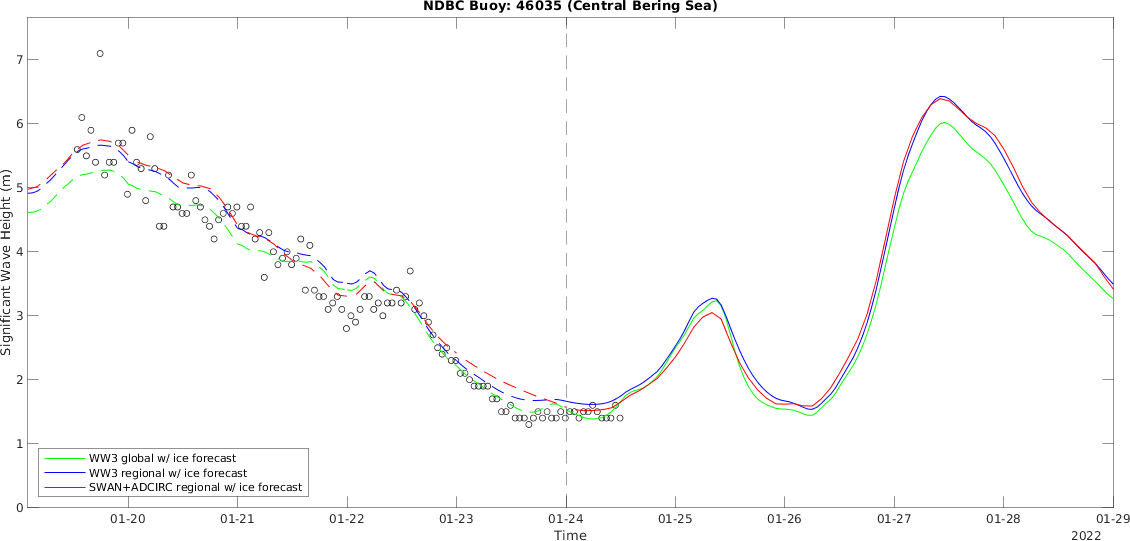 NDBC Buoy: 46035 (Central Bering Sea)
Significant Wave Height (m)
7
6
5
4
3
2
1
0
WW3 global w/ ice forecast
WW3 regional w/ ice forecast
SWAN+ADCIRC regional w/ ice forecast
01-20 01-21 01-22 01-23 01-24 01-25 01-26 01-27 01-28 01-29
Time
2022